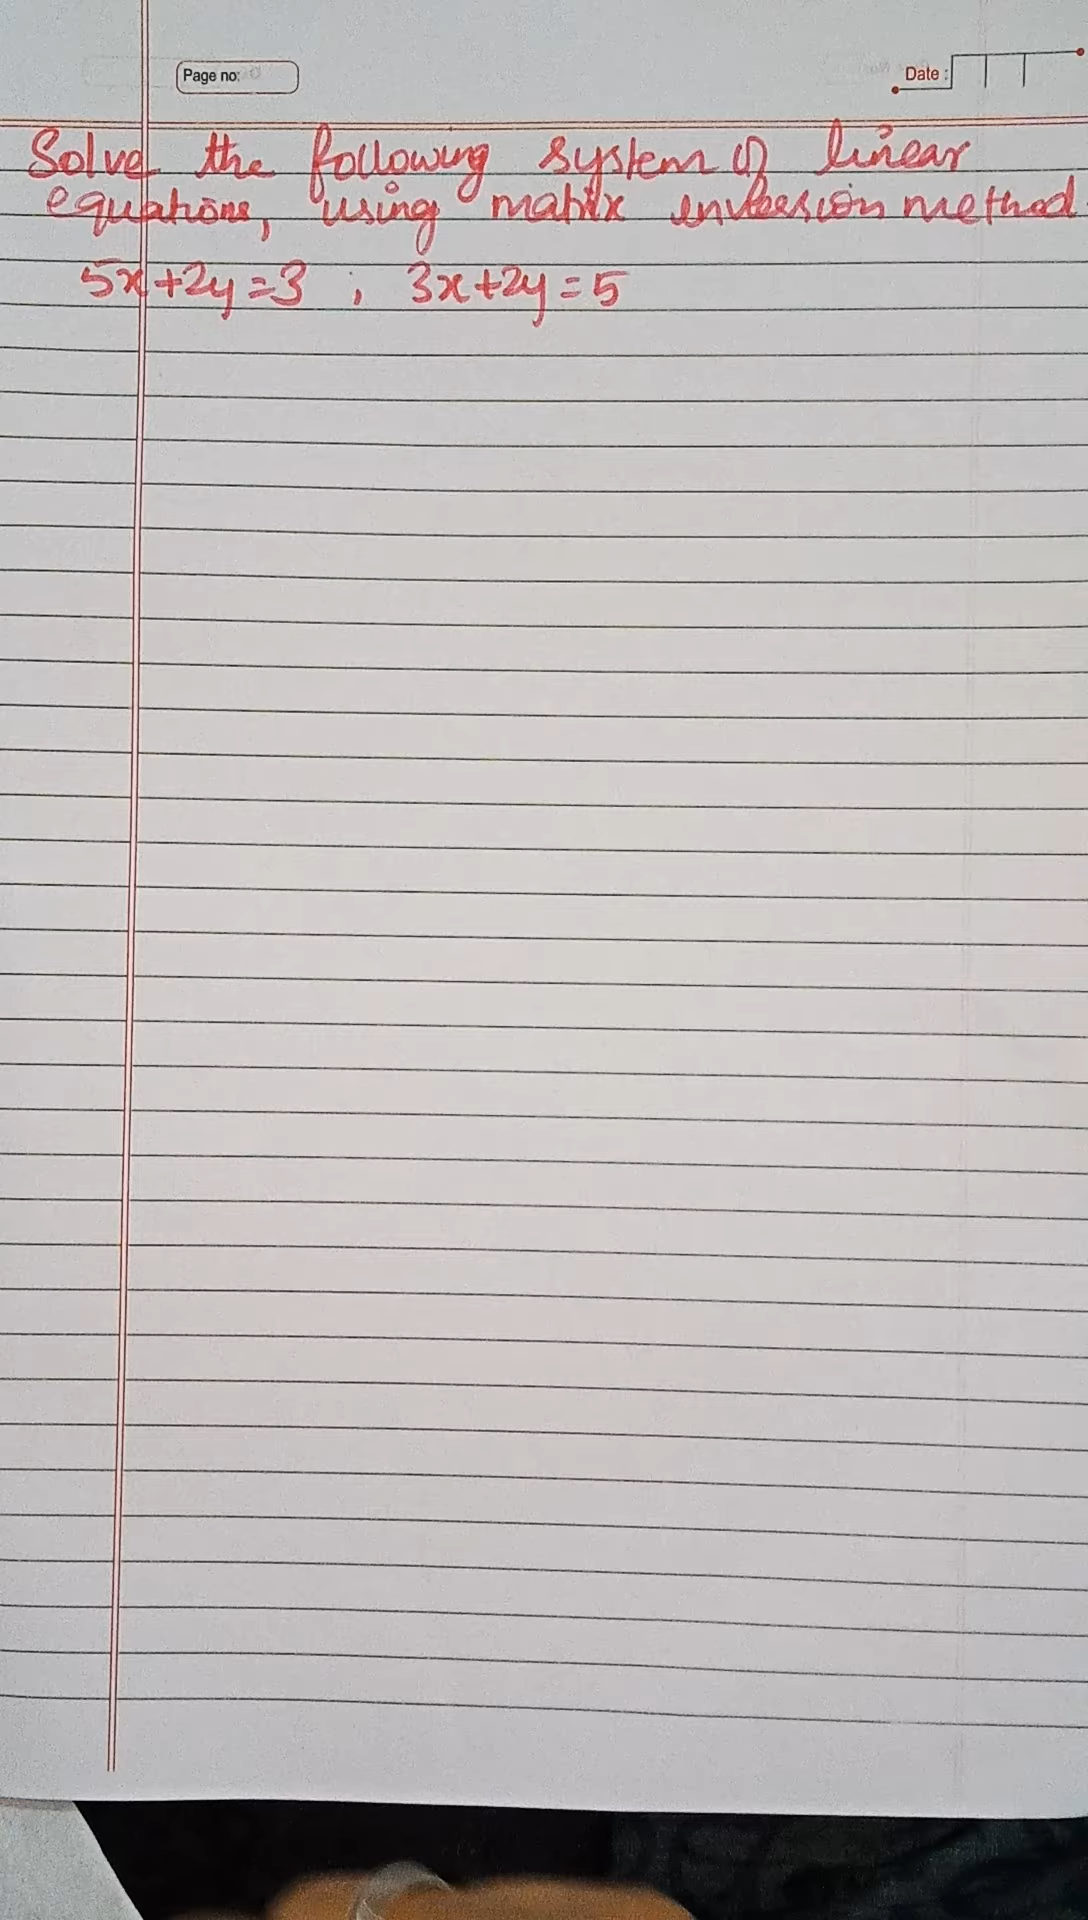 Page no:
Date :
Solve the following system of linear
equations, using matrix inversion method.
5x+2y=3 ; 3x+2y=5